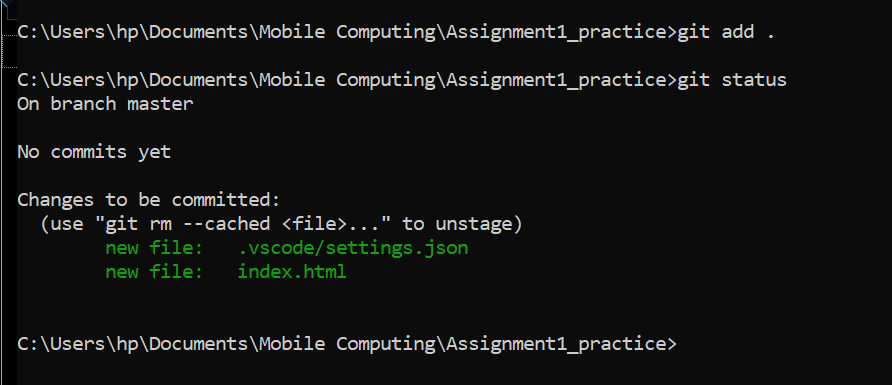 C:\Users\hp\Documents\Mobile Computing\Assignment1_practice>git add .
C:\Users\hp\Documents\Mobile Computing\Assignment1_practice>git status
On branch master
No commits yet
Changes to be committed:
  (use "git rm --cached <file>..." to unstage)
        new file:   .vscode/settings.json
        new file:   index.html
C:\Users\hp\Documents\Mobile Computing\Assignment1_practice>